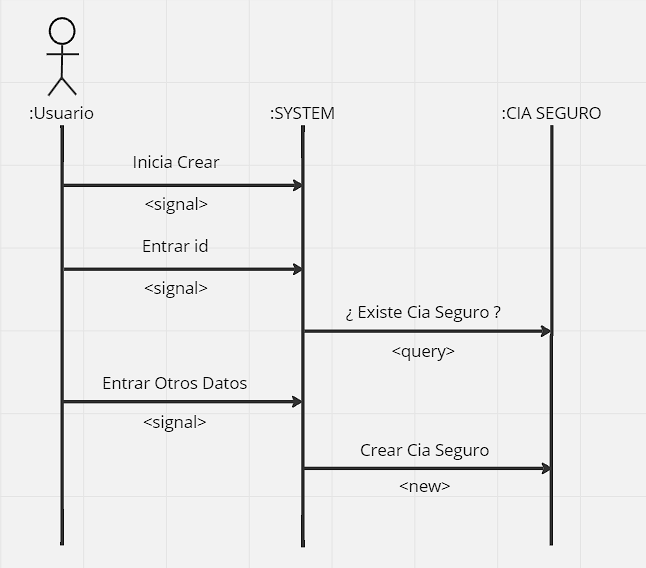 :Usuario
:SYSTEM
:CIA SEGURO
Inicia Crear
<signal>
Entrar id
<signal>
¿ Existe Cia Seguro ?
<query>
Entrar Otros Datos
<signal>
Crear Cia Seguro
<new>